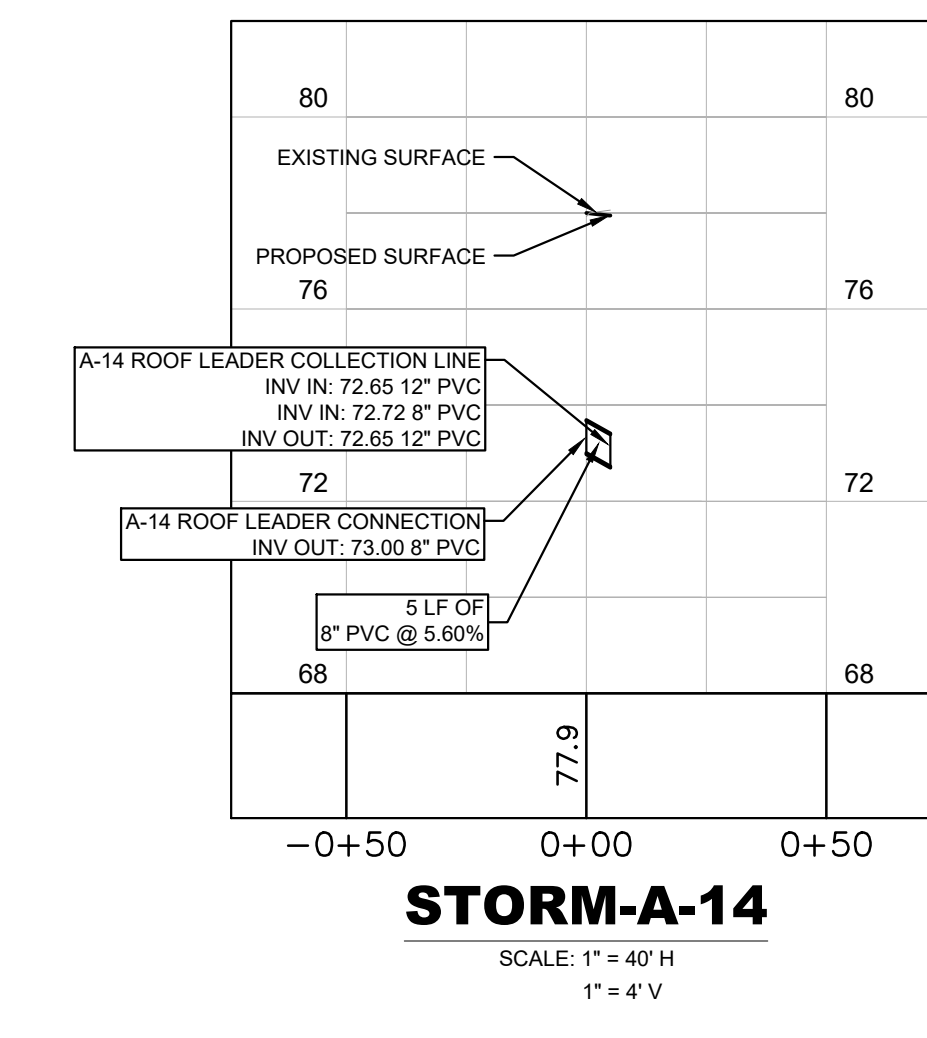 80 80
EXISTING SURFACE
PROPOSED SURFACE
76 76
A-14 ROOF LEADER COLLECTION LINE
INV IN: 72.65 12" PVC
INV IN: 72.72 8" PVC
INV OUT: 72.65 12" PVC
72 72
A-14 ROOF LEADER CONNECTION
INV OUT: 73.00 8" PVC
5 LF OF
8" PVC @ 5.60%
68 68
77.9
-0+50 0+00 0+50
STORM-A-14
SCALE: 1" = 40' H
1" = 4' V